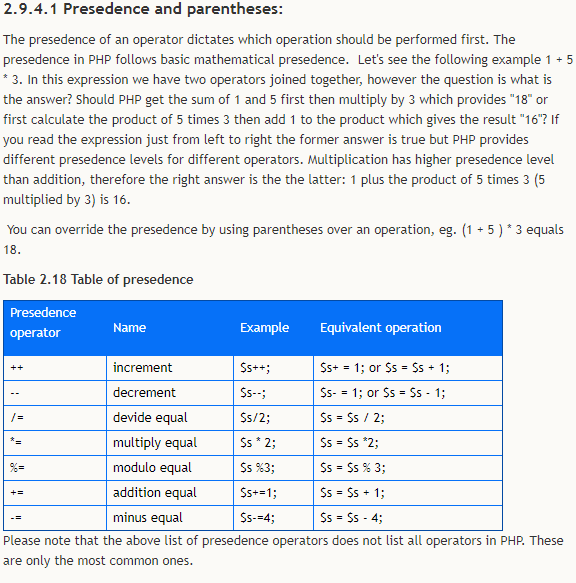 2.9.4.1 Presedence and parentheses:
The presedence of an operator dictates which operation should be performed first. The
presedence in PHP follows basic mathematical presedence.  Let's see the following example 1 + 5
* 3. In this expression we have two operators joined together, however the question is what is
the answer? Should PHP get the sum of 1 and 5 first then multiply by 3 which provides "18" or
first calculate the product of 5 times 3 then add 1 to the product which gives the result "16"? If
you read the expression just from left to right the former answer is true but PHP provides
different presedence levels for different operators. Multiplication has higher presedence level
than addition, therefore the right answer is the the latter: 1 plus the product of 5 times 3 (5
multiplied by 3) is 16.
You can override the presedence by using parentheses over an operation, eg. (1 + 5 ) * 3 equals
18.
Table 2.18 Table of presedence
Presedence operator Name Example Equivalent operation
++ increment $s++; $s+ = 1; or $s = $s + 1;
-- decrement $s--; $s- = 1; or $s = $s - 1;
/= devide equal $s/2; $s = $s / 2;
*= multiply equal $s * 2; $s = $s *2;
%= modulo equal $s %3; $s = $s % 3;
+= addition equal $s+=1; $s = $s + 1;
-= minus equal $s-=4; $s = $s - 4;
Please note that the above list of presedence operators does not list all operators in PHP. These
are only the most common ones.